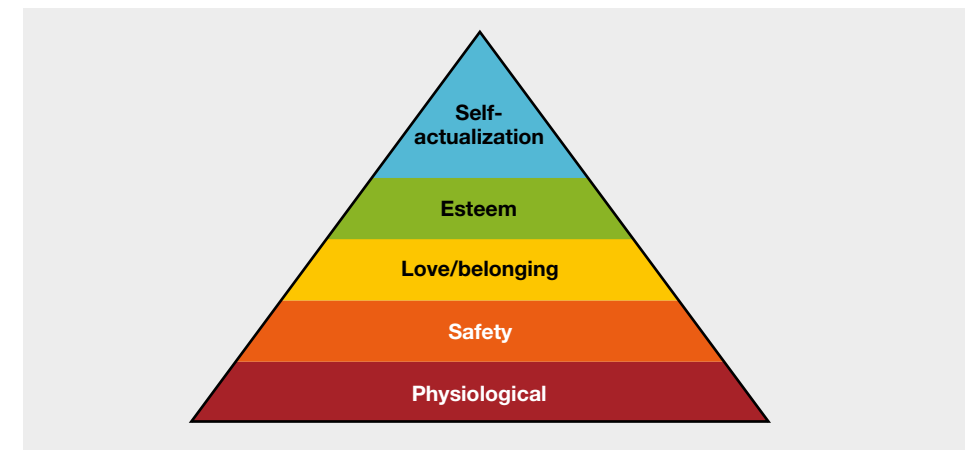 Self-
actualization
Esteem
Love/belonging
Safety
Physiological